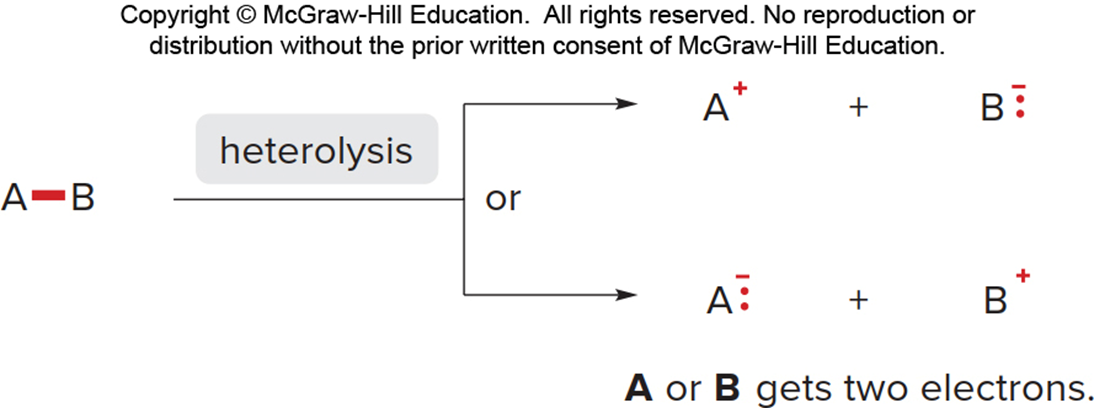 Copyright © McGraw-Hill Education.  All rights reserved. No reproduction or
distribution without the prior written consent of McGraw-Hill Education.
A⁺ + B:⁻
heterolysis
A–B
or
A:⁻ + B⁺
A or B gets two electrons.